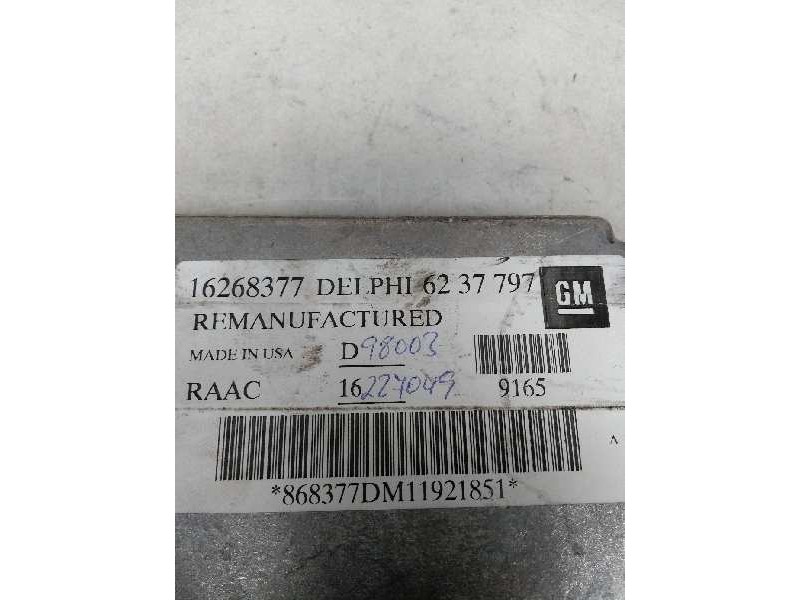 16268377 DELPHI 62 37 797 GM
REMANUFACTURED
MADE IN USA D98003
RAAC 16227049 9165
A
*868377DM11921851*